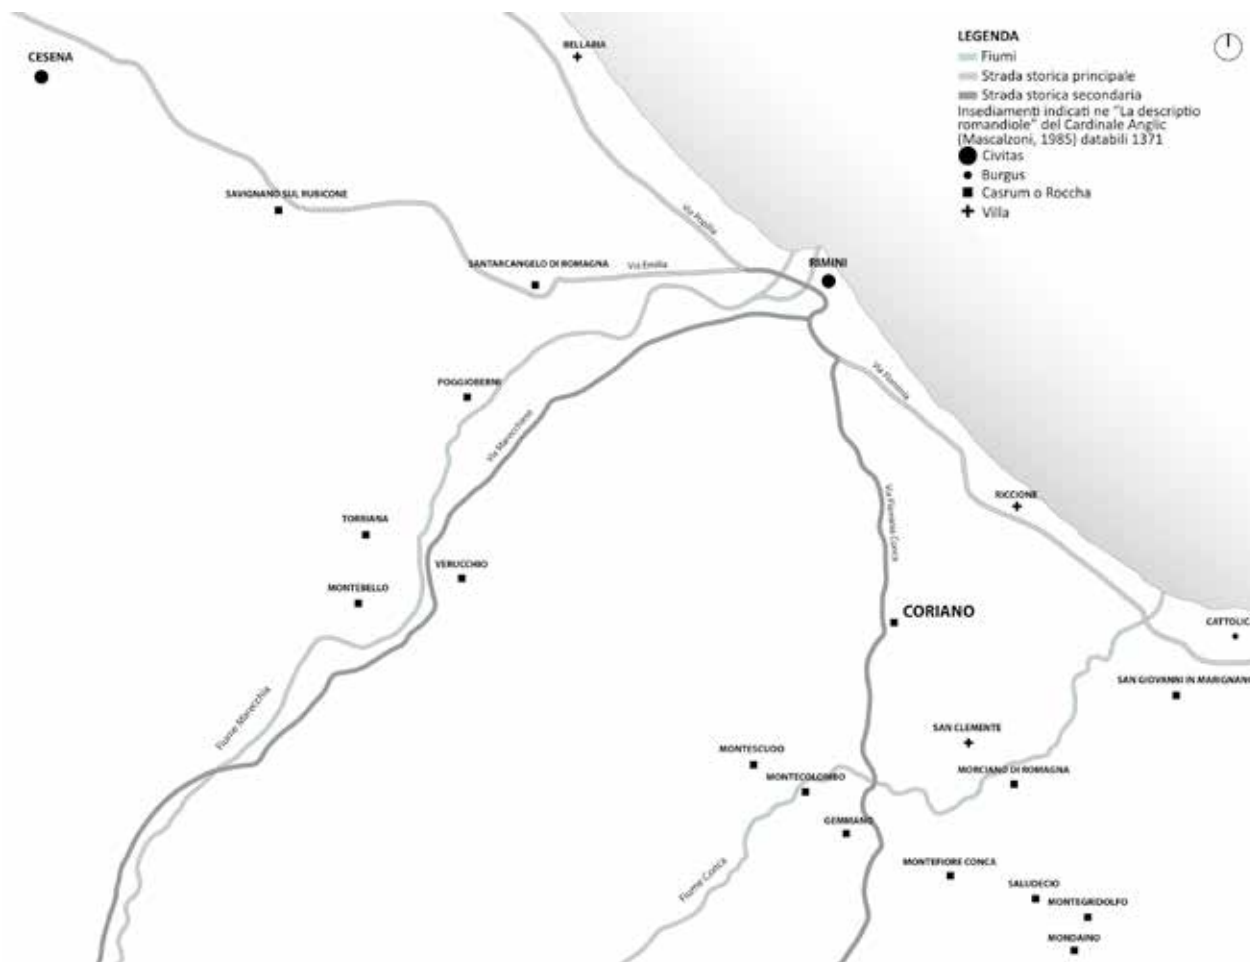 LEGENDA
Fiumi
Strada storica principale
Strada storica secondaria
Insediamenti indicati ne "La descriptio
romandiole" del Cardinale Anglic
(Mascalzoni, 1985) databili 1371
Civitas
Burgus
Casrum o Roccha
Villa
BELLARIA
CESENA
SAVIGNANO SUL RUBICONE
Via Popilia
SANTARCANGELO DI ROMAGNA
Via Emilia
RIMINI
POGGIOBERNI
Via Flaminia
Via Marecchiese
Via Flaminia Conca
RICCIONE
TORRIANA
VERUCCHIO
MONTEBELLO
CORIANO
CATTOLIC
SAN GIOVANNI IN MARIGNANO
Fiume Marecchia
SAN CLEMENTE
MONTESCUDO
MONTECOLOMBO
MORCIANO DI ROMAGNA
GEMMANO
MONTEFIORE CONCA
Fiume Conca
SALUDECIO
MONTEGRIDOLFO
MONDAINO